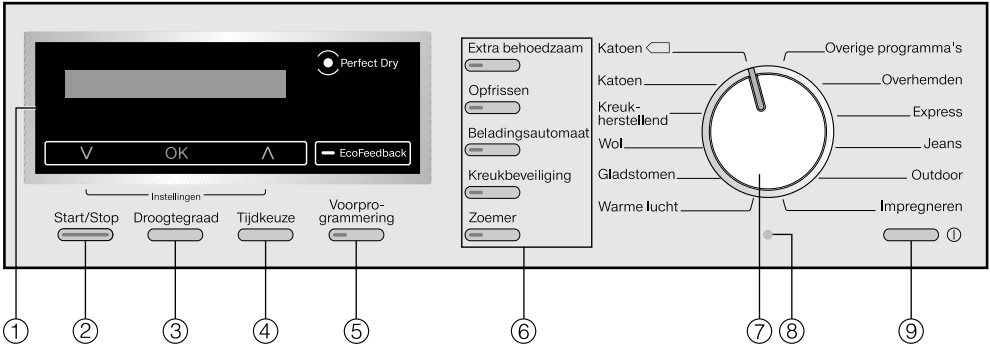 Perfect Dry
V OK Λ
EcoFeedback
Instellingen
Start/Stop
Droogtegraad
Tijdkeuze
Voorpro-
grammering
Extra behoedzaam
Opfrissen
Beladingsautomaat
Kreukbeveiliging
Zoemer
Katoen
Katoen
Kreuk-
herstellend
Wol
Gladstomen
Warme lucht
Overige programma's
Overhemden
Express
Jeans
Outdoor
Impregneren
①
②
③
④
⑤
⑥
⑦
⑧
⑨